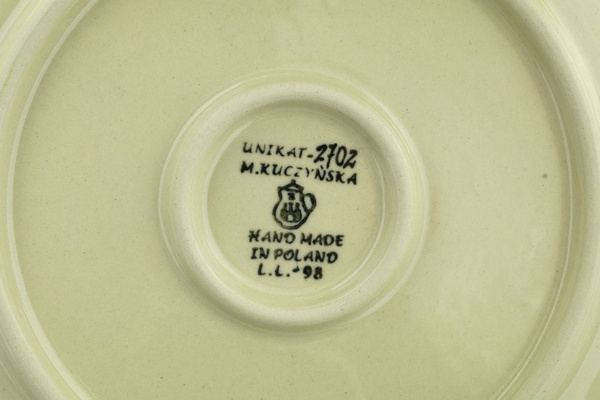 UNIKAT-2702
M.KUCZYŃSKA
HAND MADE
IN POLAND
L.L.-98